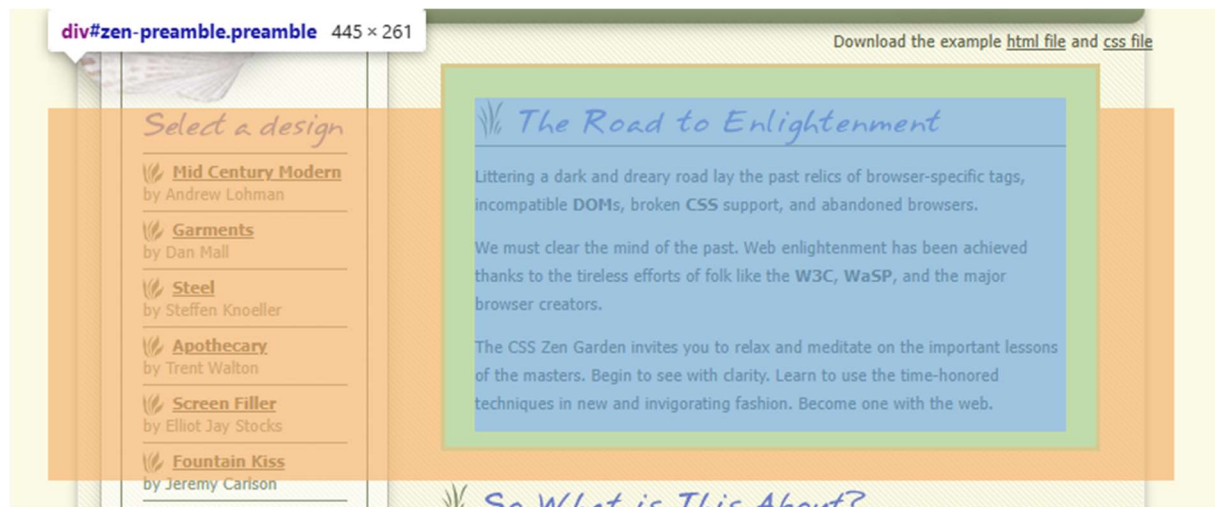 div#zen-preamble.preamble 445 × 261
Download the example html file and css file
Select a design
Mid Century Modern
by Andrew Lohman
Garments
by Dan Mall
Steel
by Steffen Knoeller
Apothecary
by Trent Walton
Screen Filler
by Elliot Jay Stocks
Fountain Kiss
by Jeremy Carlson
The Road to Enlightenment
Littering a dark and dreary road lay the past relics of browser-specific tags,
incompatible DOMs, broken CSS support, and abandoned browsers.
We must clear the mind of the past. Web enlightenment has been achieved
thanks to the tireless efforts of folk like the W3C, WaSP, and the major
browser creators.
The CSS Zen Garden invites you to relax and meditate on the important lessons
of the masters. Begin to see with clarity. Learn to use the time-honored
techniques in new and invigorating fashion. Become one with the web.
So What is This About?